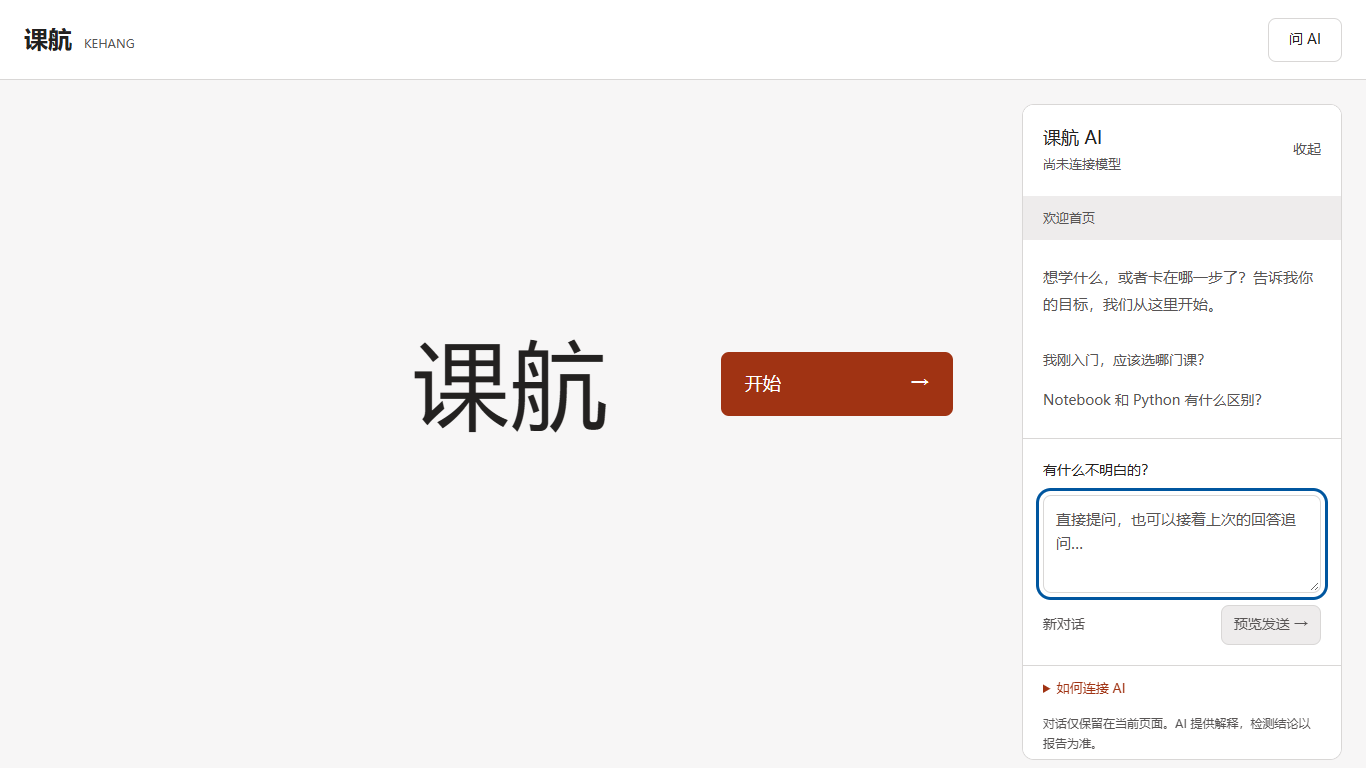 课航 KEHANG
问 AI
课航
开始 →
课航 AI
收起
尚未连接模型
欢迎首页
想学什么，或者卡在哪一步了？告诉我你
的目标，我们从这里开始。
我刚入门，应该选哪门课？
Notebook 和 Python 有什么区别？
有什么不明白的？
直接提问，也可以接着上次的回答追
问...
新对话
预览发送 →
▶ 如何连接 AI
对话仅保留在当前页面。AI 提供解释，检测结论以
报告为准。